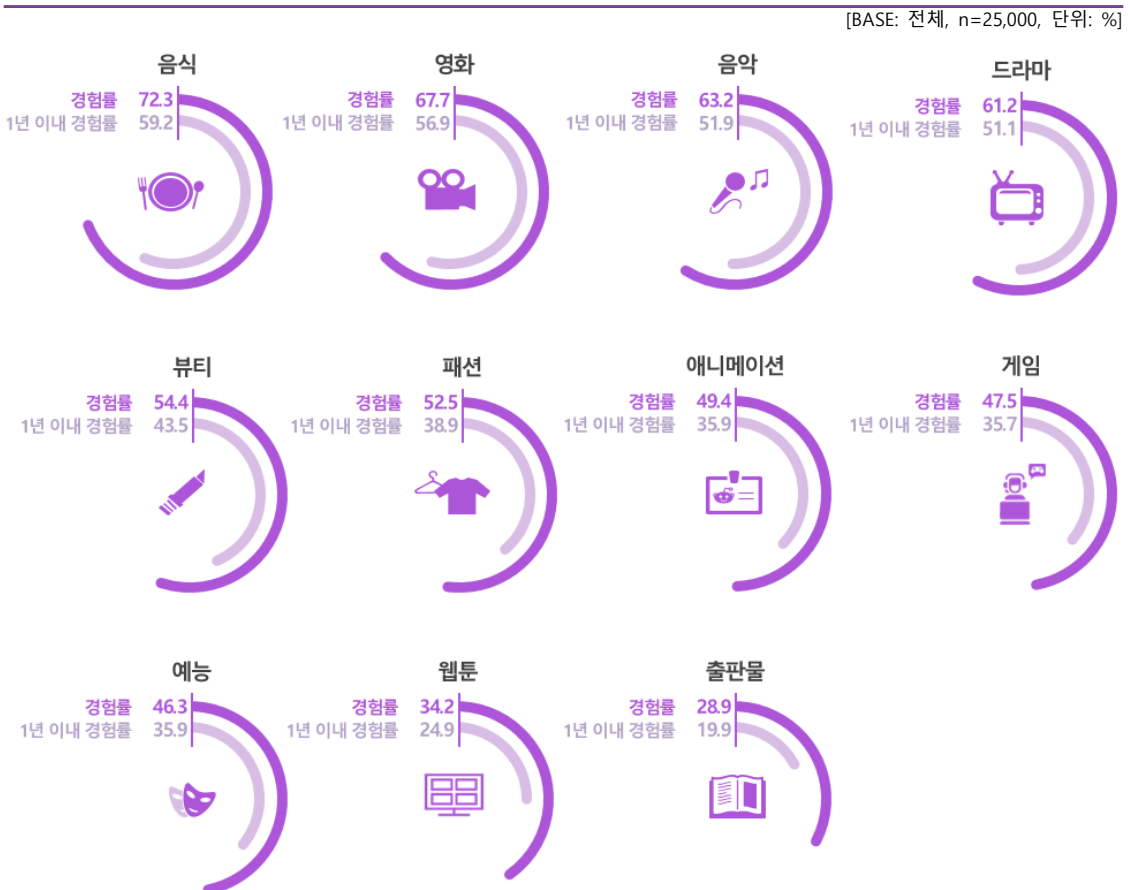 [BASE: 전체, n=25,000, 단위: %]
음식
경험률 72.3
1년 이내 경험률 59.2
영화
경험률 67.7
1년 이내 경험률 56.9
음악
경험률 63.2
1년 이내 경험률 51.9
드라마
경험률 61.2
1년 이내 경험률 51.1
뷰티
경험률 54.4
1년 이내 경험률 43.5
패션
경험률 52.5
1년 이내 경험률 38.9
애니메이션
경험률 49.4
1년 이내 경험률 35.9
게임
경험률 47.5
1년 이내 경험률 35.7
예능
경험률 46.3
1년 이내 경험률 35.9
웹툰
경험률 34.2
1년 이내 경험률 24.9
출판물
경험률 28.9
1년 이내 경험률 19.9